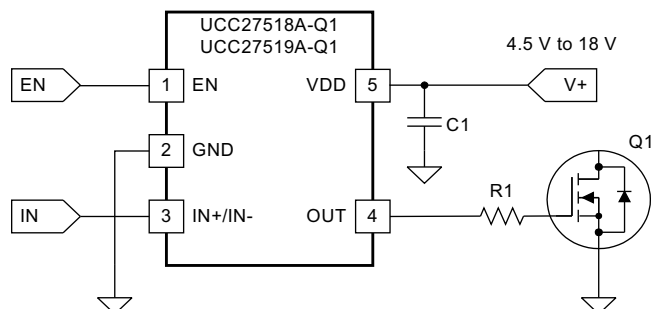 UCC27518A-Q1
UCC27519A-Q1
4.5 V to 18 V
EN
1
EN
VDD
5
V+
C1
2
GND
Q1
R1
IN
3
IN+/IN-
OUT
4